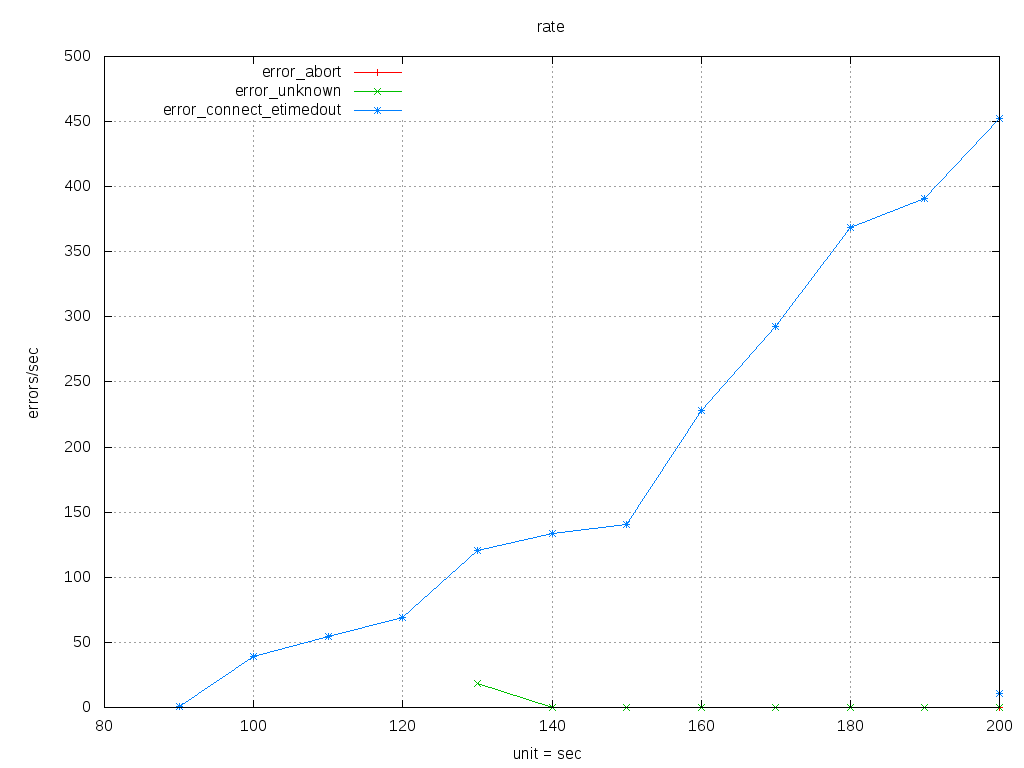 rate
500
450
400
350
300
250
200
150
100
50
0
errors/sec
error_abort
error_unknown
error_connect_etimedout
80 100 120 140 160 180 200
unit = sec